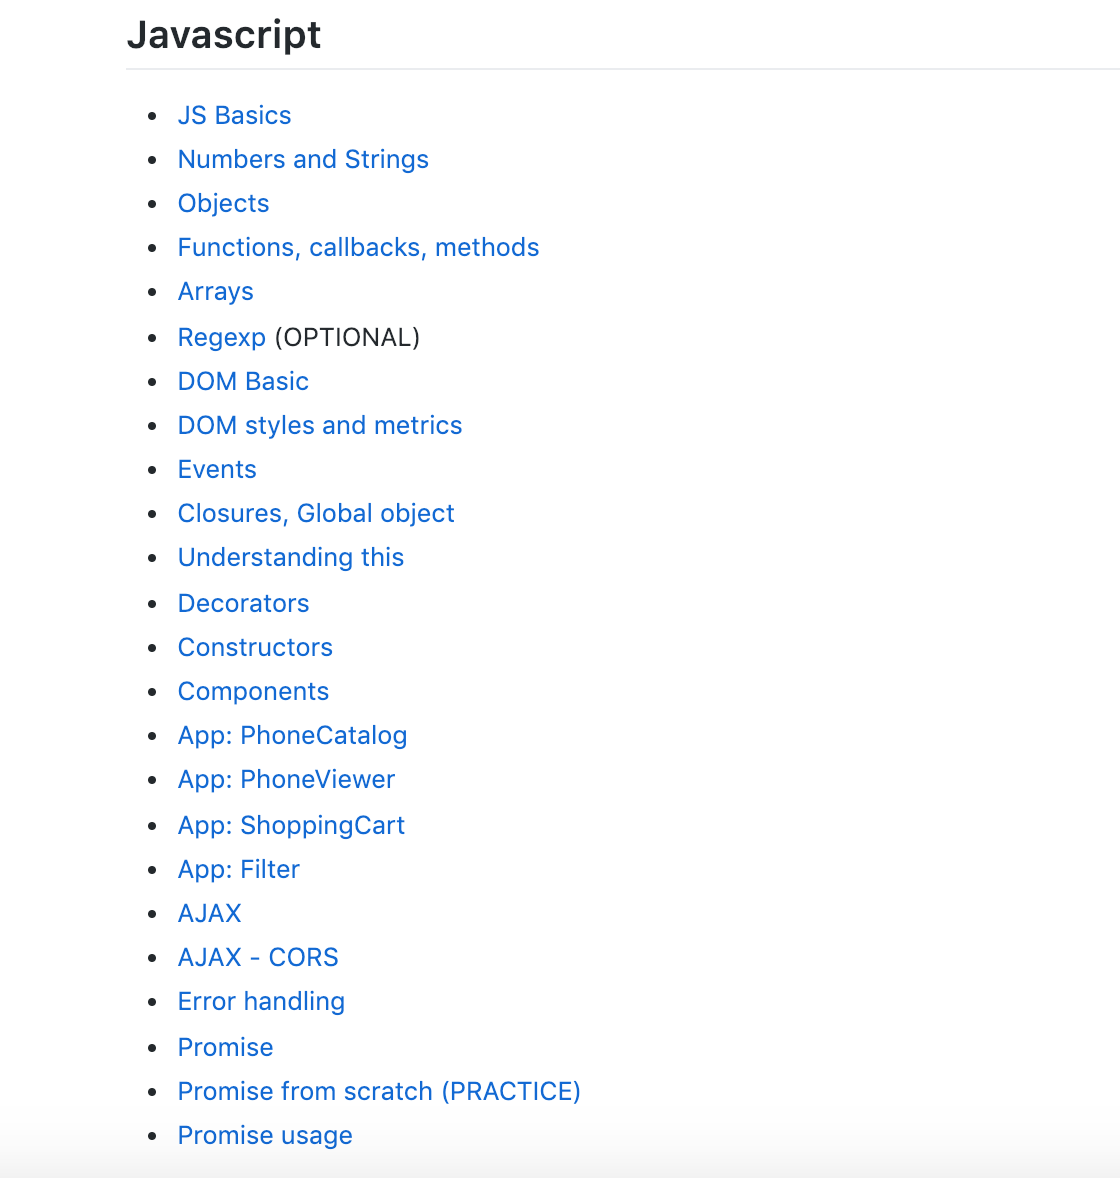 Javascript
JS Basics
Numbers and Strings
Objects
Functions, callbacks, methods
Arrays
Regexp (OPTIONAL)
DOM Basic
DOM styles and metrics
Events
Closures, Global object
Understanding this
Decorators
Constructors
Components
App: PhoneCatalog
App: PhoneViewer
App: ShoppingCart
App: Filter
AJAX
AJAX - CORS
Error handling
Promise
Promise from scratch (PRACTICE)
Promise usage